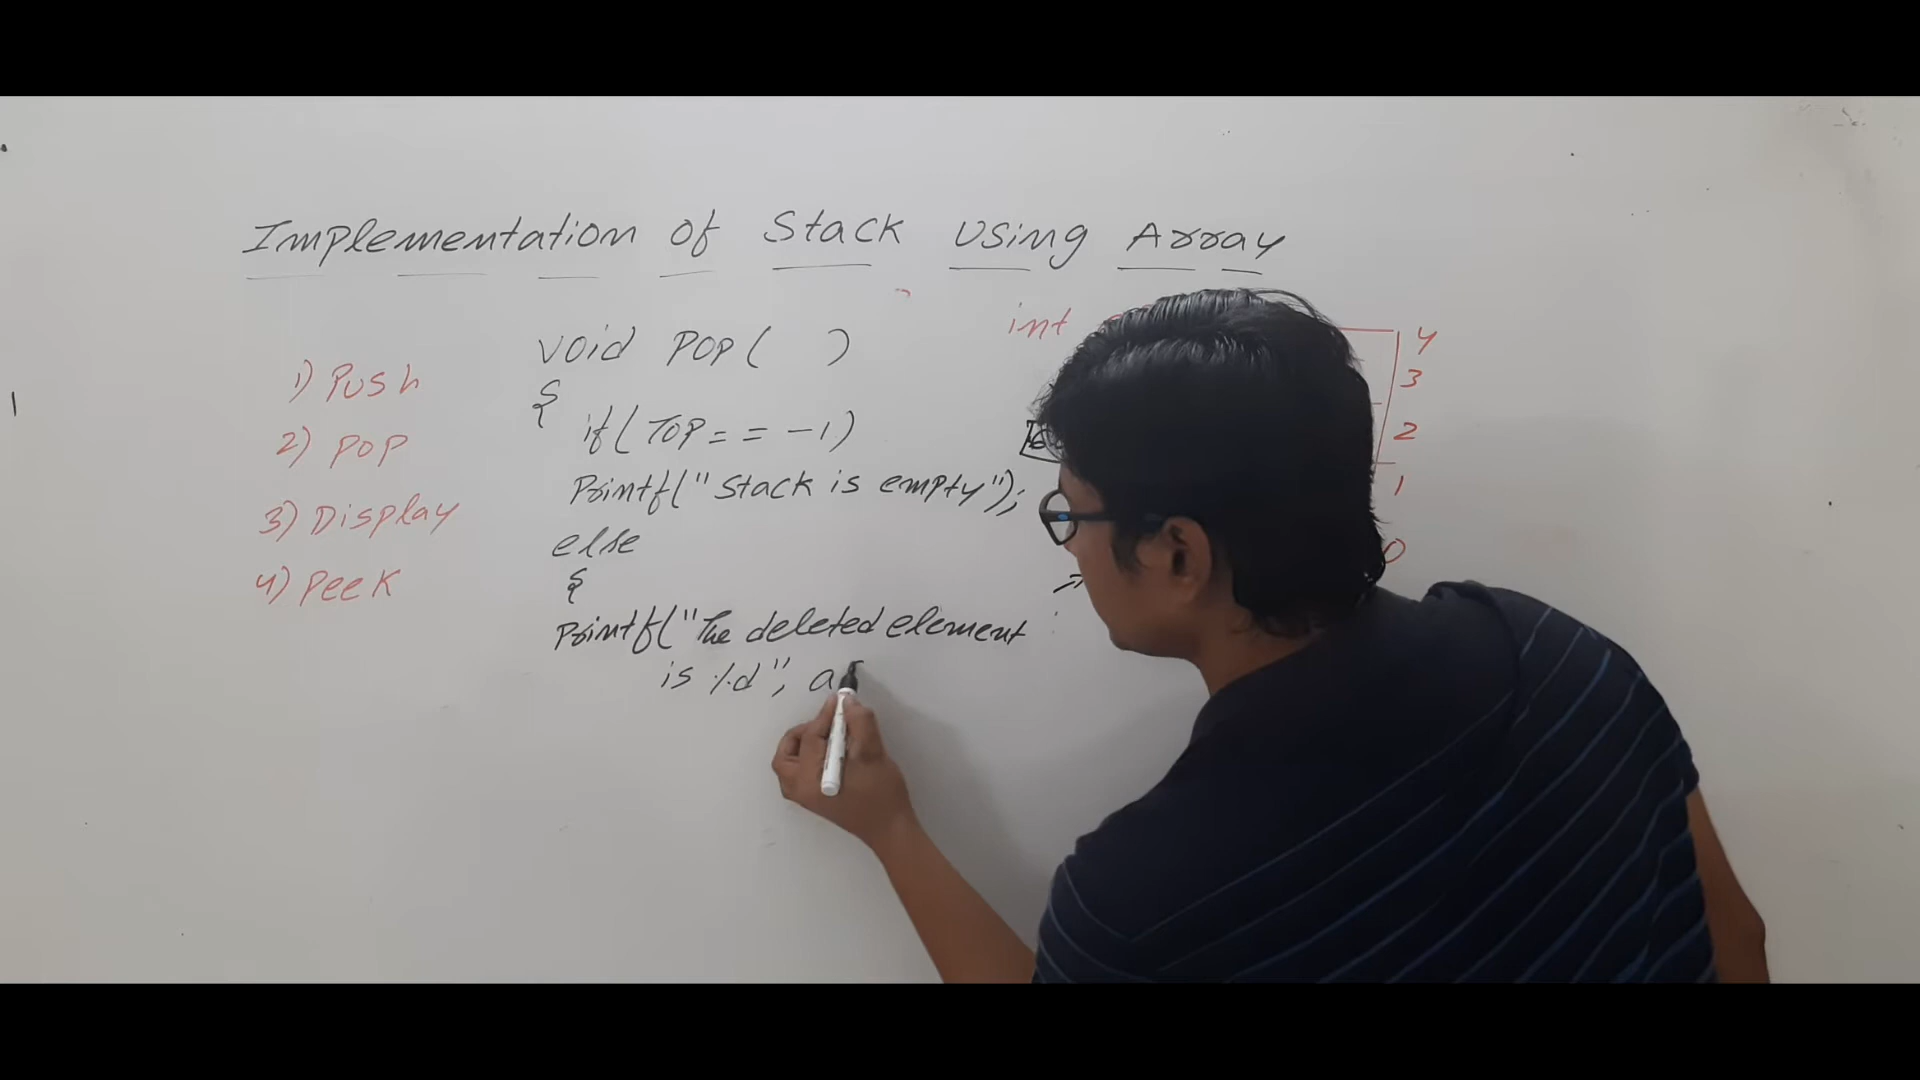 Implementation of Stack Using Array
1) Push
2) POP
3) Display
4) Peek
void POP( )
{
if(TOP== -1)
Printf("Stack is empty");
else
{
Printf("The deleted element
is %d", a
int
4
3
2
1
0